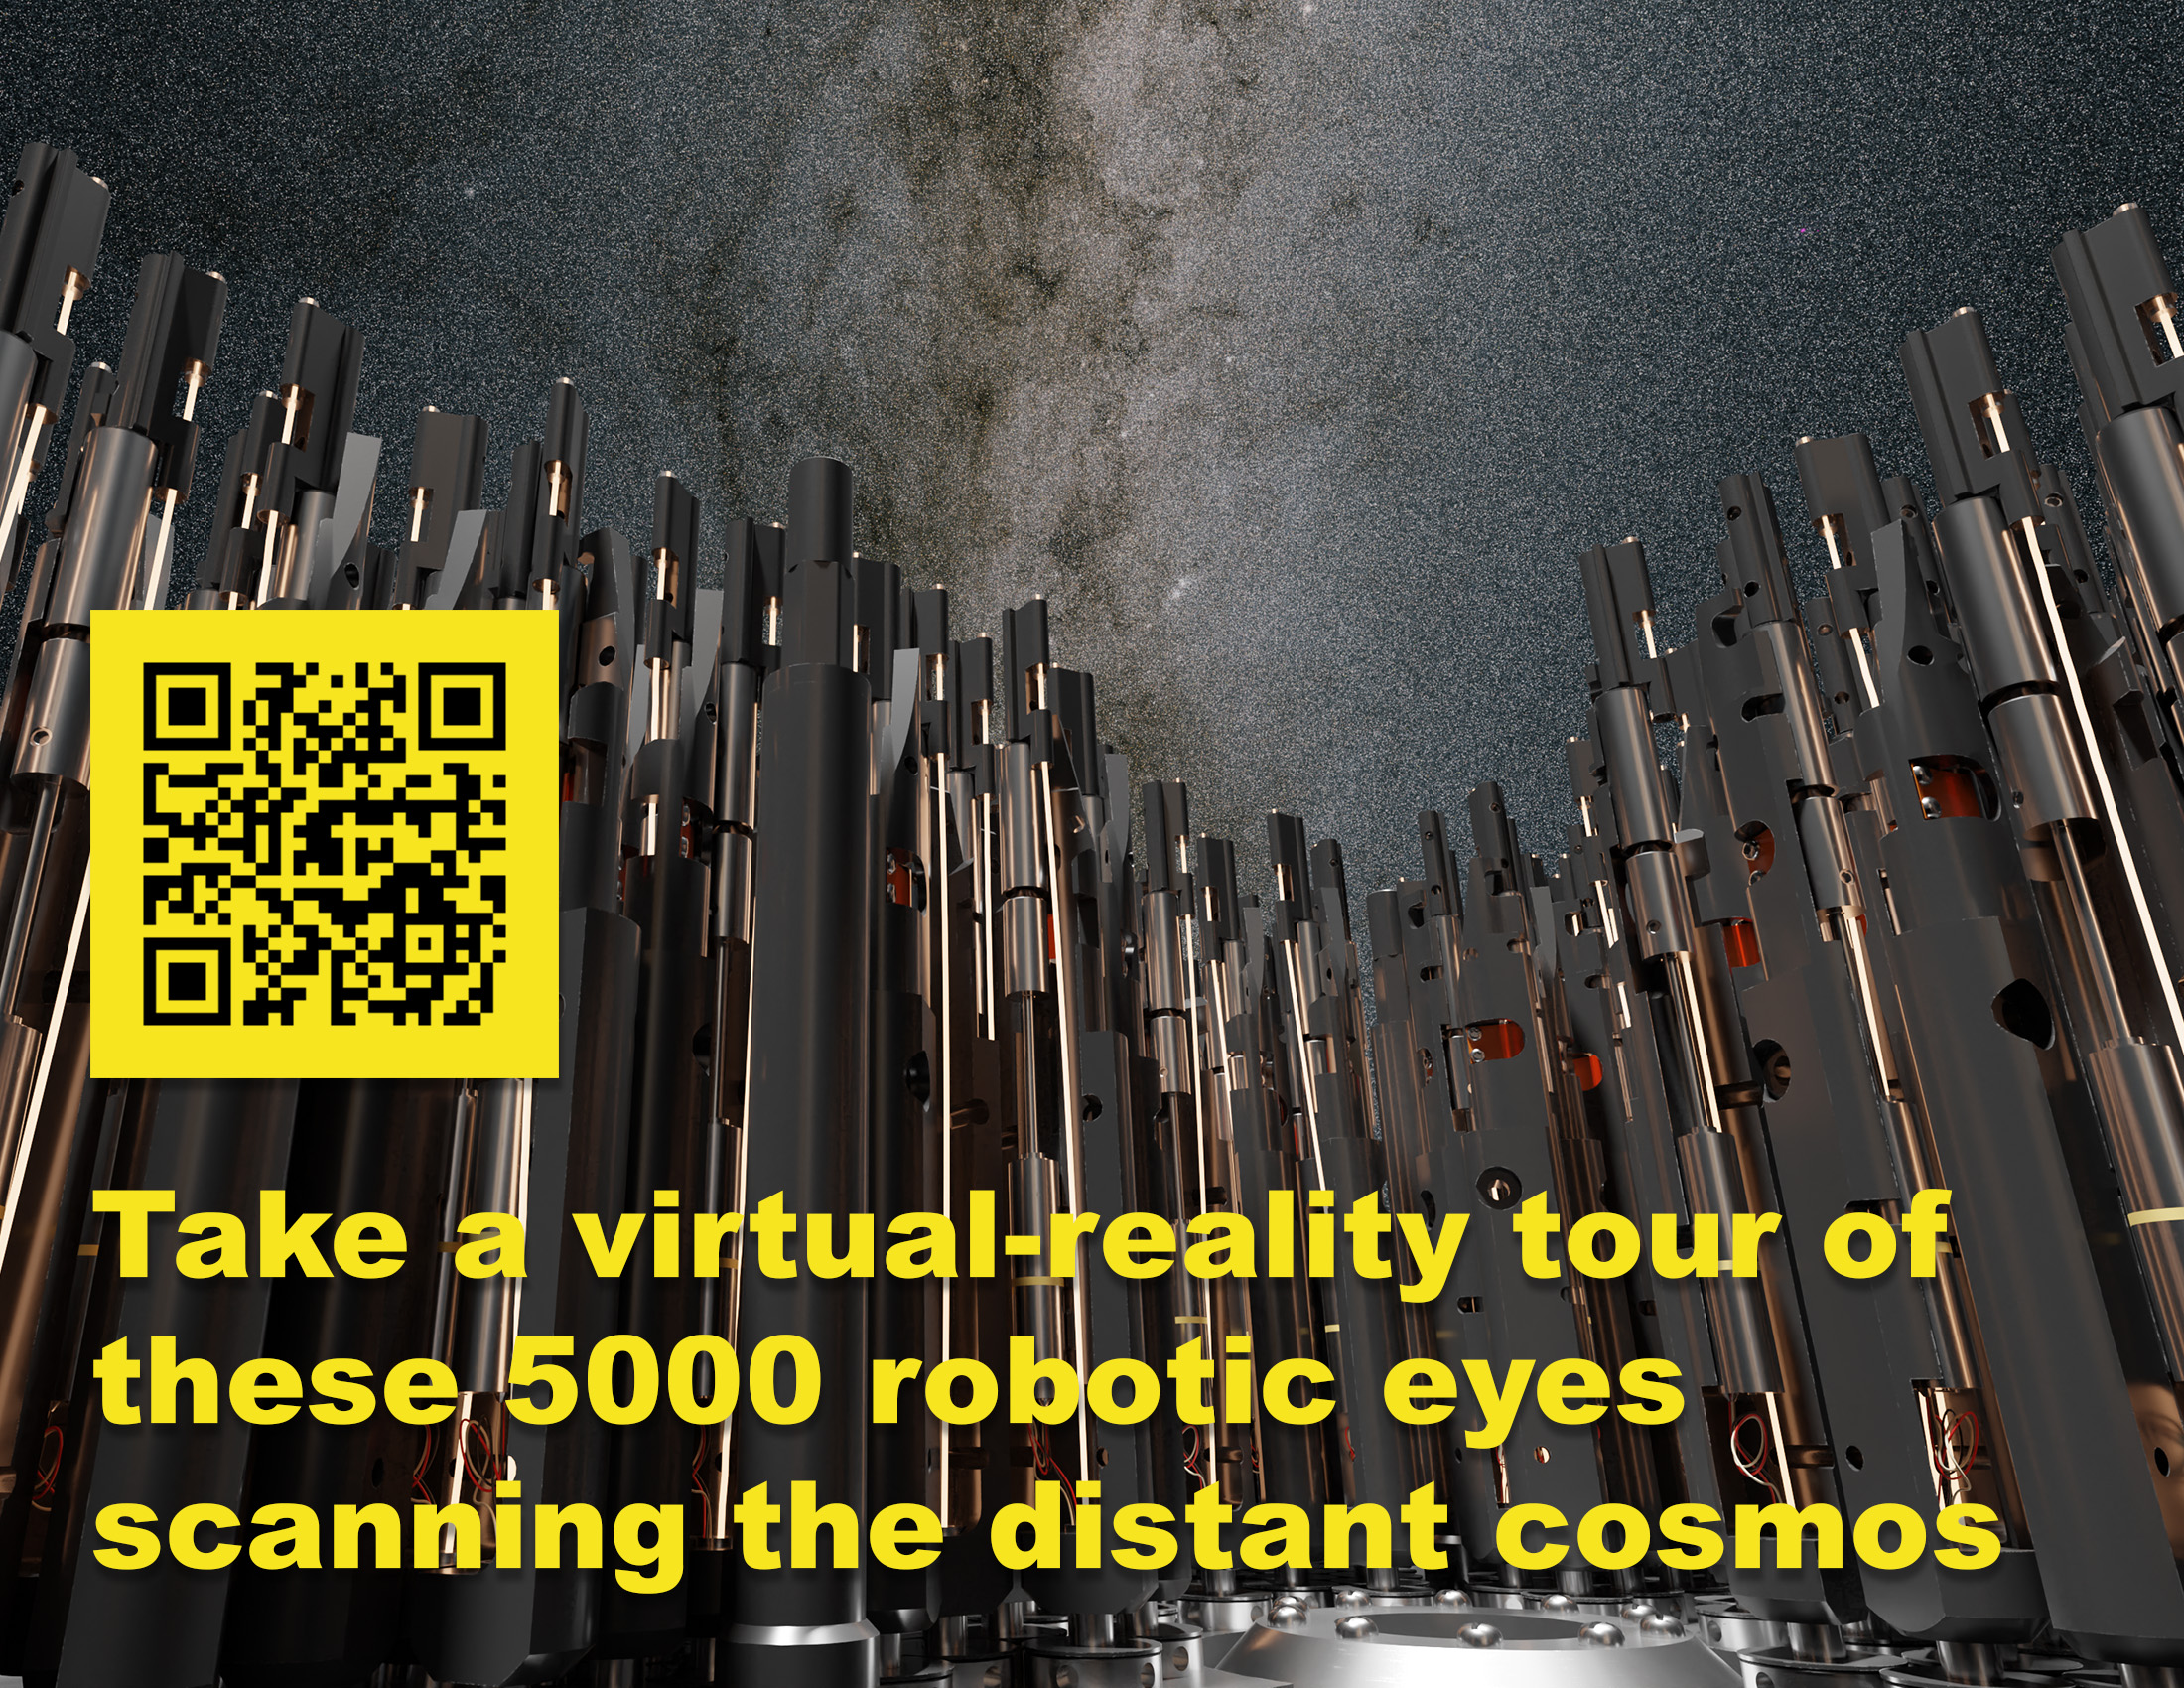 Take a virtual-reality tour of
these 5000 robotic eyes
scanning the distant cosmos